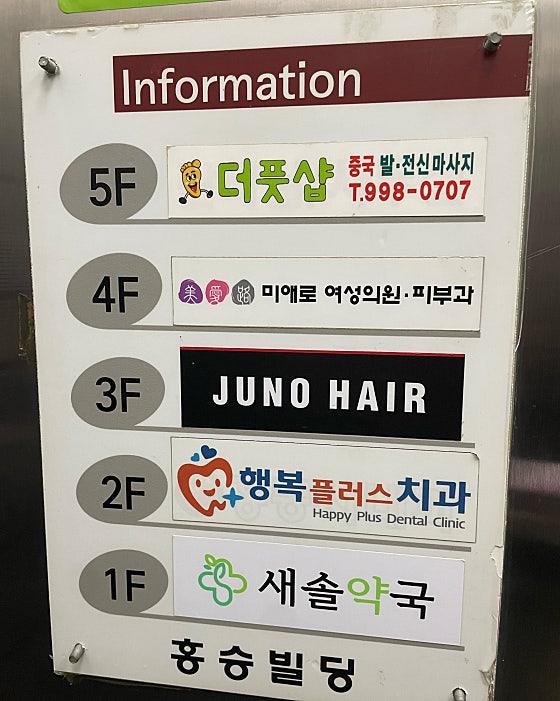 Information
5F
더풋샵
중국 발·전신마사지
T.998-0707
4F
美愛路 미애로 여성의원·피부과
3F
JUNO HAIR
2F
행복플러스치과
Happy Plus Dental Clinic
1F
새솔약국
홍승빌딩